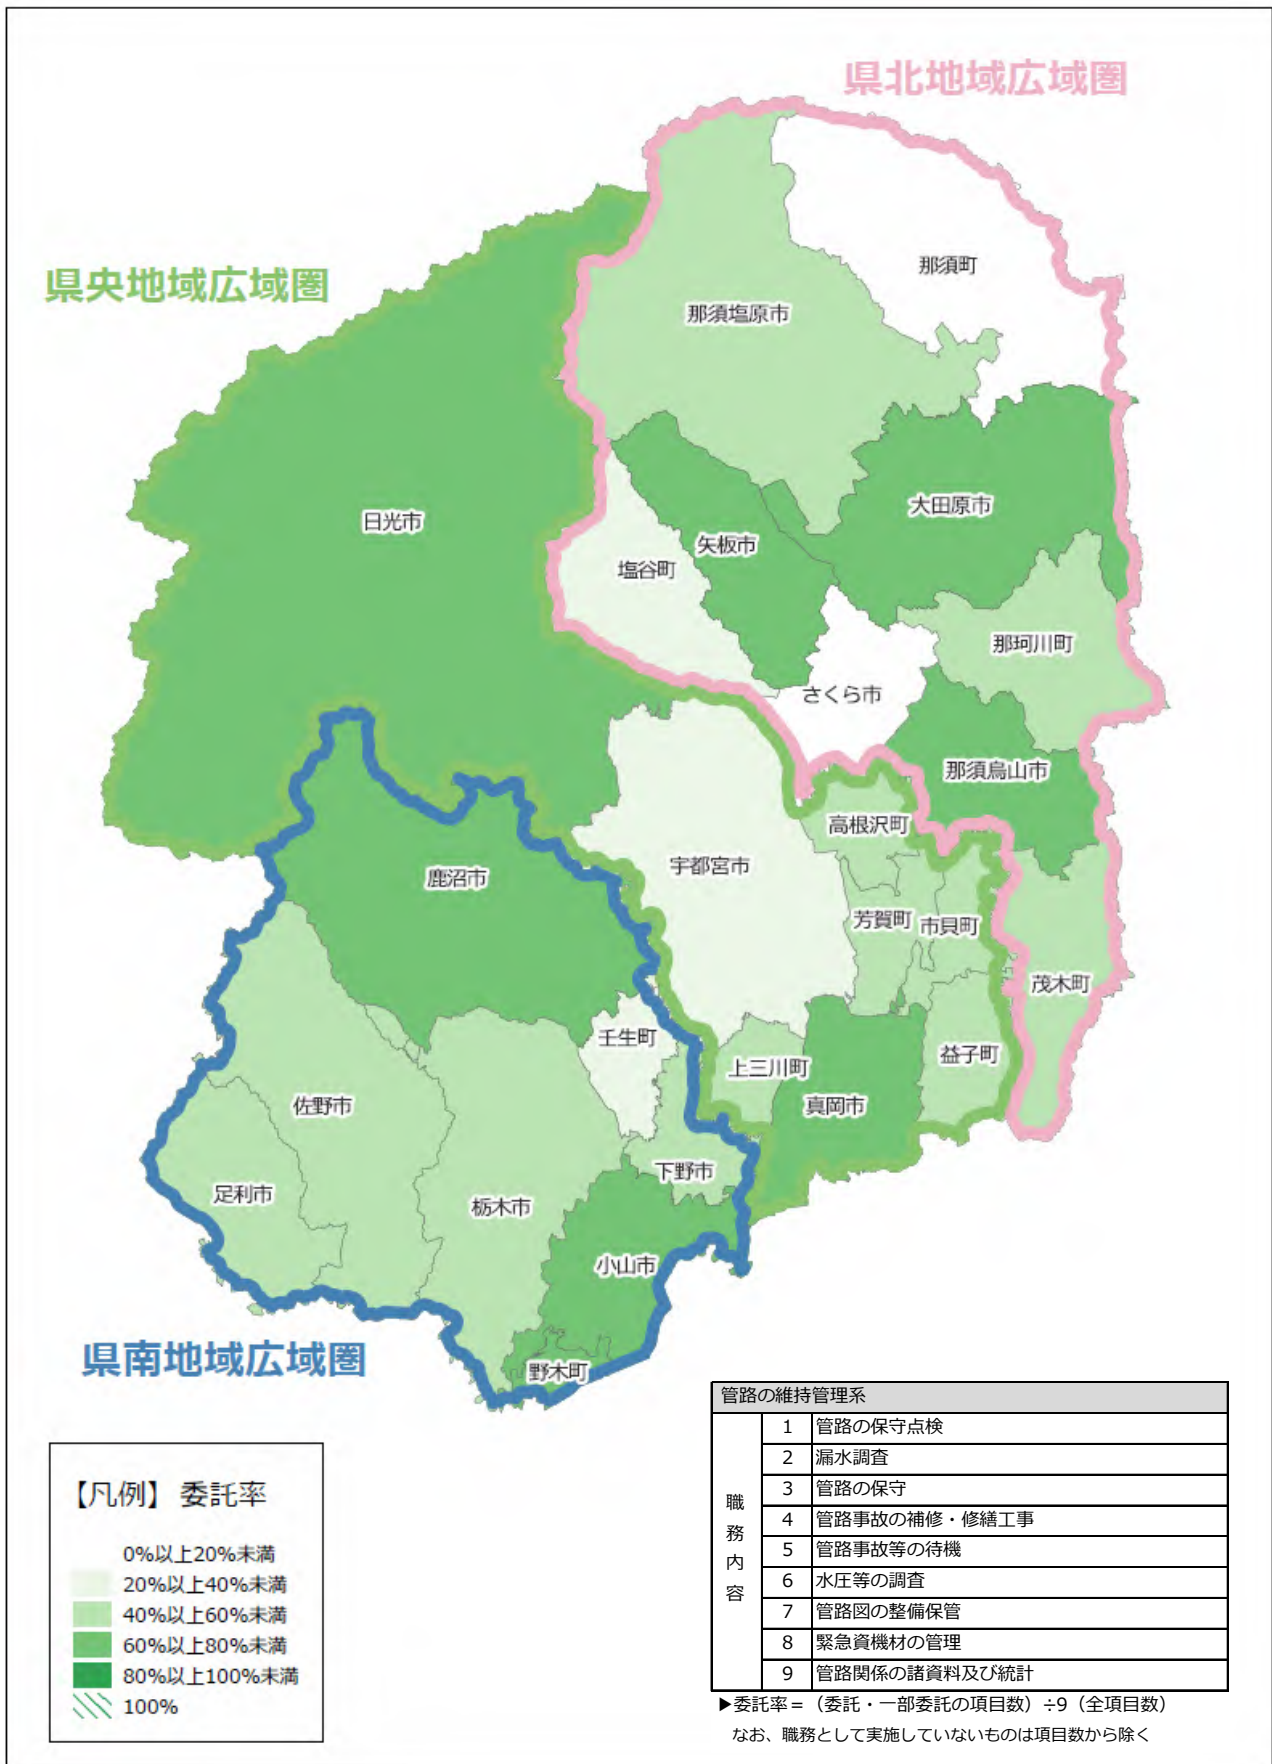 県北地域広域圏
県央地域広域圏
那須町
那須塩原市
大田原市
日光市
矢板市
塩谷町
那珂川町
さくら市
那須烏山市
高根沢町
宇都宮市
鹿沼市
芳賀町
市貝町
茂木町
壬生町
益子町
上三川町
佐野市
真岡市
下野市
足利市
栃木市
小山市
県南地域広域圏
野木町
管路の維持管理系
職務内容
1 管路の保守点検
2 漏水調査
3 管路の保守
4 管路事故の補修・修繕工事
5 管路事故等の待機
6 水圧等の調査
7 管路図の整備保管
8 緊急資機材の管理
9 管路関係の諸資料及び統計
▶委託率＝（委託・一部委託の項目数）÷9（全項目数）
なお、職務として実施していないものは項目数から除く
【凡例】 委託率
0%以上20%未満
20%以上40%未満
40%以上60%未満
60%以上80%未満
80%以上100%未満
100%